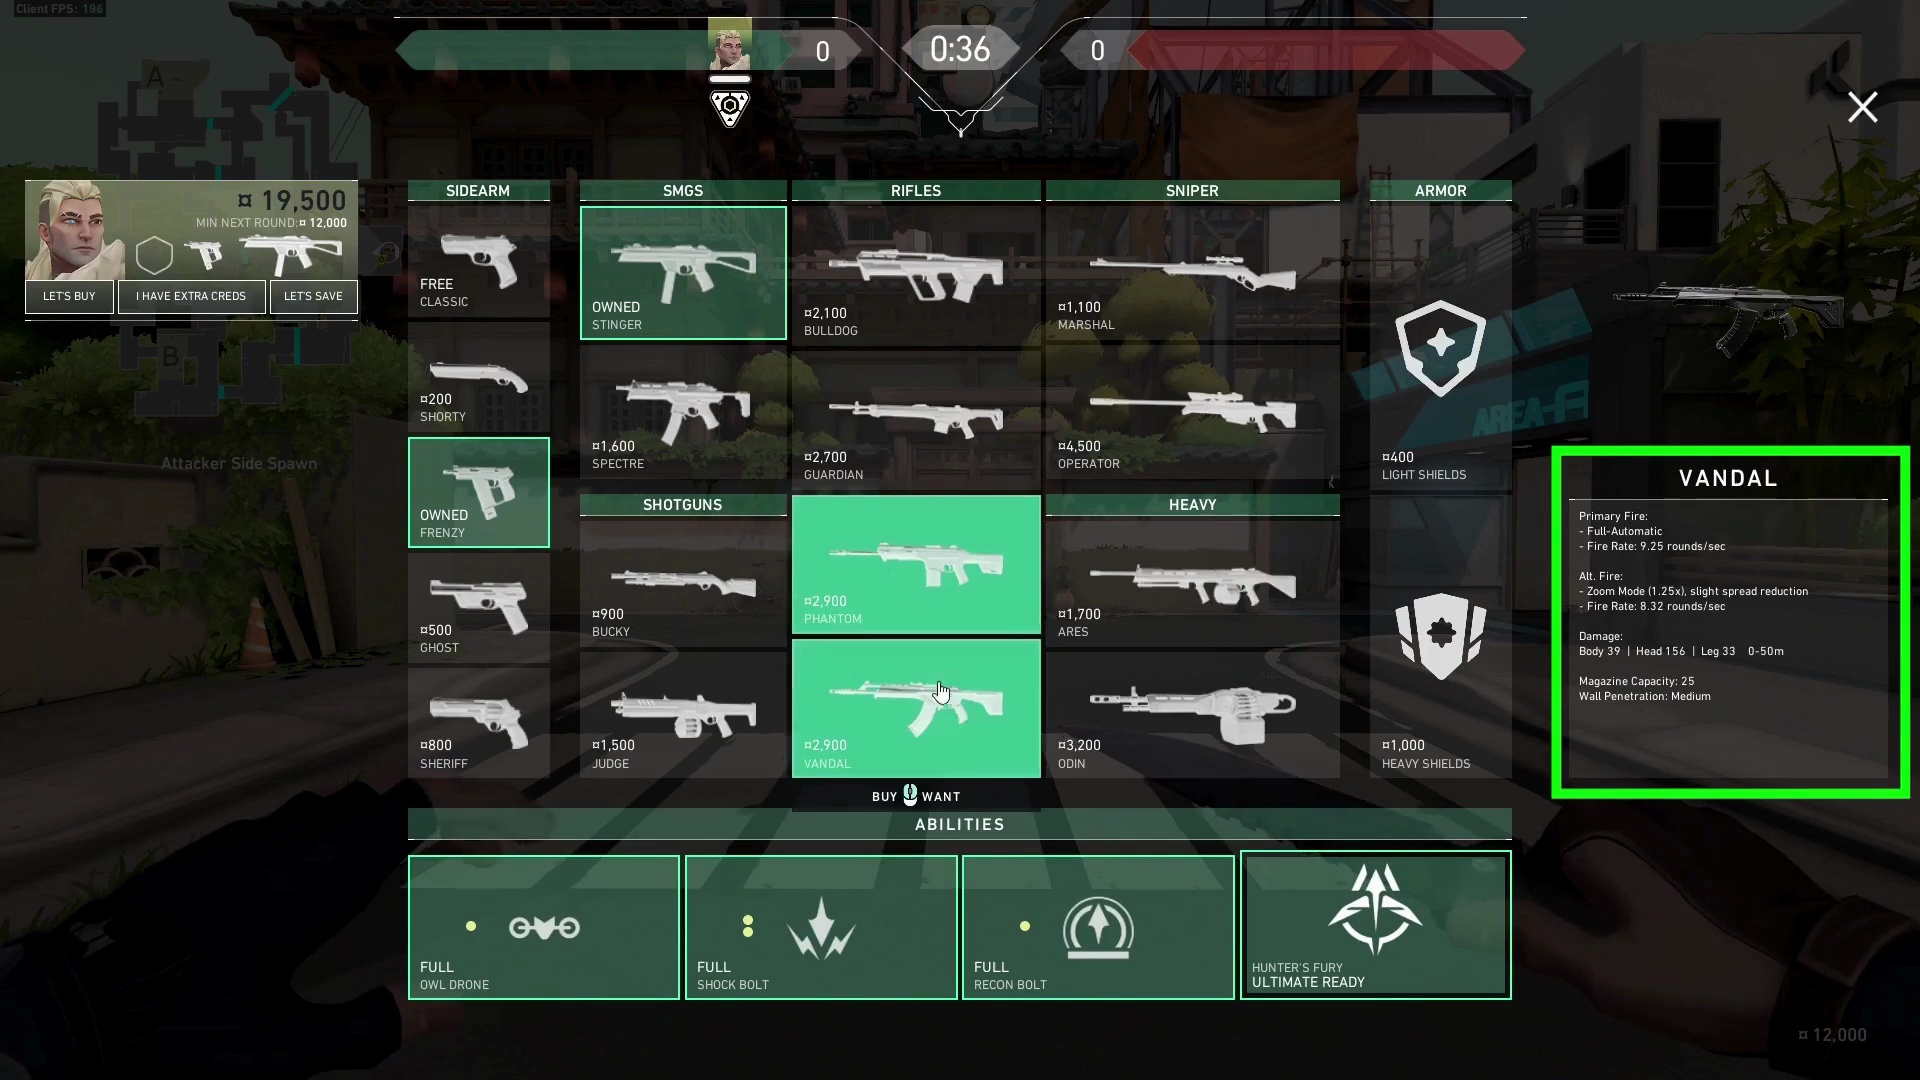 Client FPS: 196
0
0:36
0
A
B
¤ 19,500
MIN NEXT ROUND: ¤ 12,000
LET'S BUY
I HAVE EXTRA CREDS
LET'S SAVE
Attacker Side Spawn
SIDEARM
FREE
CLASSIC
¤200
SHORTY
OWNED
FRENZY
¤500
GHOST
¤800
SHERIFF
SMGS
OWNED
STINGER
¤1,600
SPECTRE
SHOTGUNS
¤900
BUCKY
¤1,500
JUDGE
RIFLES
¤2,100
BULLDOG
¤2,700
GUARDIAN
¤2,900
PHANTOM
¤2,900
VANDAL
BUY WANT
SNIPER
¤1,100
MARSHAL
¤4,500
OPERATOR
HEAVY
¤1,700
ARES
¤3,200
ODIN
ARMOR
¤400
LIGHT SHIELDS
¤1,000
HEAVY SHIELDS
AREA-A
VANDAL
Primary Fire:
- Full-Automatic
- Fire Rate: 9.25 rounds/sec
Alt. Fire:
- Zoom Mode (1.25x), slight spread reduction
- Fire Rate: 8.32 rounds/sec
Damage:
Body 39 | Head 156 | Leg 33 0-50m
Magazine Capacity: 25
Wall Penetration: Medium
ABILITIES
FULL
OWL DRONE
FULL
SHOCK BOLT
FULL
RECON BOLT
HUNTER'S FURY
ULTIMATE READY
¤ 12,000